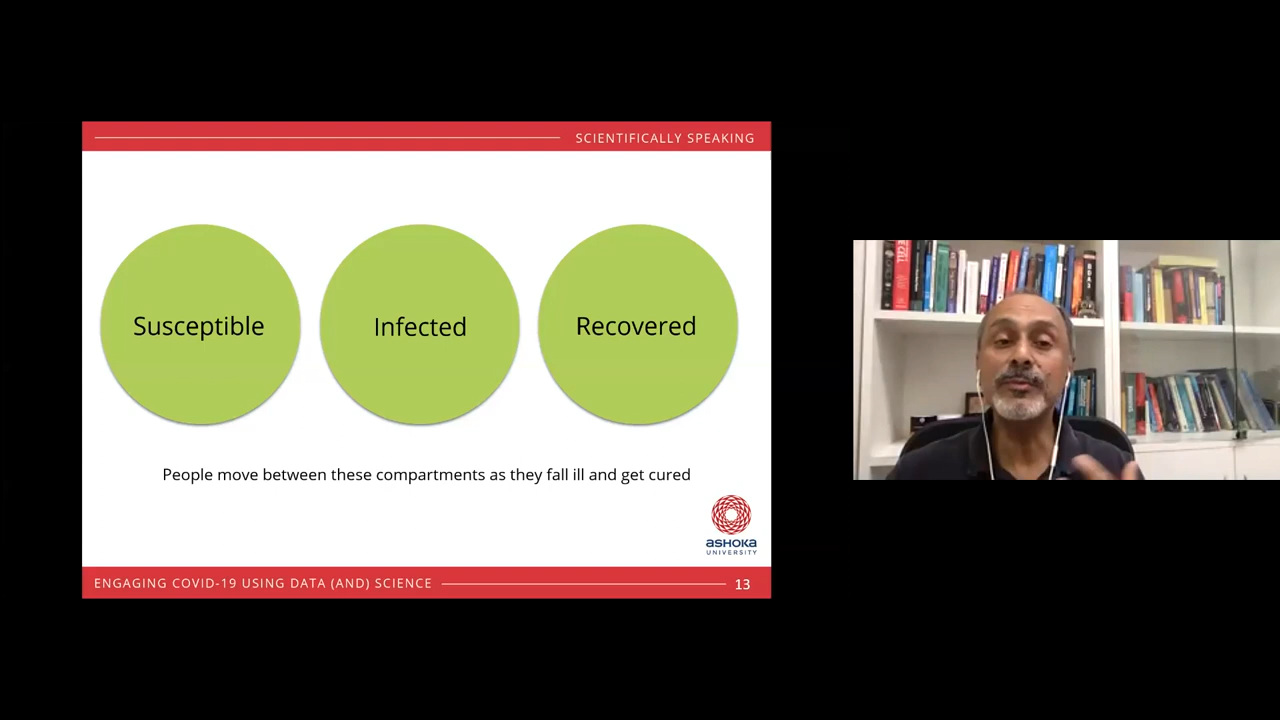 SCIENTIFICALLY SPEAKING
Susceptible
Infected
Recovered
People move between these compartments as they fall ill and get cured
ASHOKA
UNIVERSITY
ENGAGING COVID-19 USING DATA (AND) SCIENCE
13